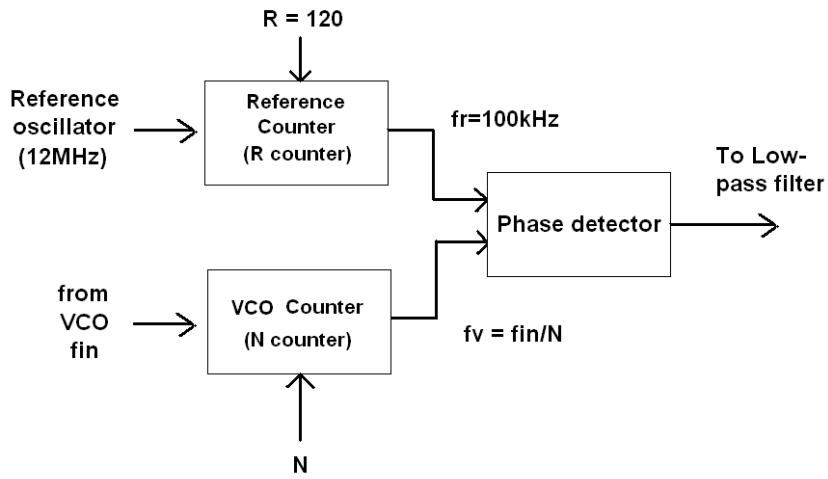 R = 120
Reference
oscillator
(12MHz)
Reference
Counter
(R counter)
fr=100kHz
To Low-
pass filter
Phase detector
from
VCO
fin
VCO Counter
(N counter)
fv = fin/N
N